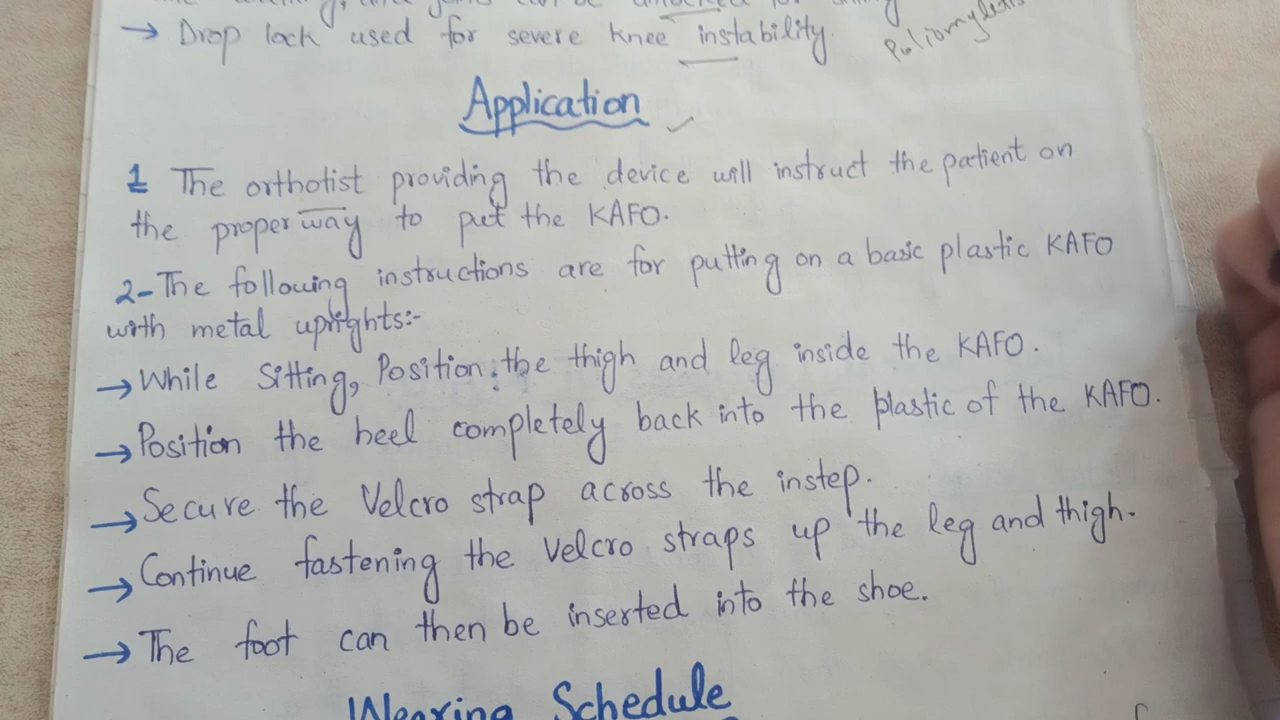 → Drop lock used for severe knee instability.
Poliomyletis
Application
1 The orthotist providing the device will instruct the patient on
the proper way to put the KAFO.
2-The following instructions are for putting on a basic plastic KAFO
with metal uprights:-
→ While Sitting, Position the thigh and leg inside the KAFO.
→ Position the heel completely back into the plastic of the KAFO.
→ Secure the Velcro strap across the instep.
→ Continue fastening the Velcro straps up the leg and thigh.
→ The foot can then be inserted into the shoe.
Wearing Schedule